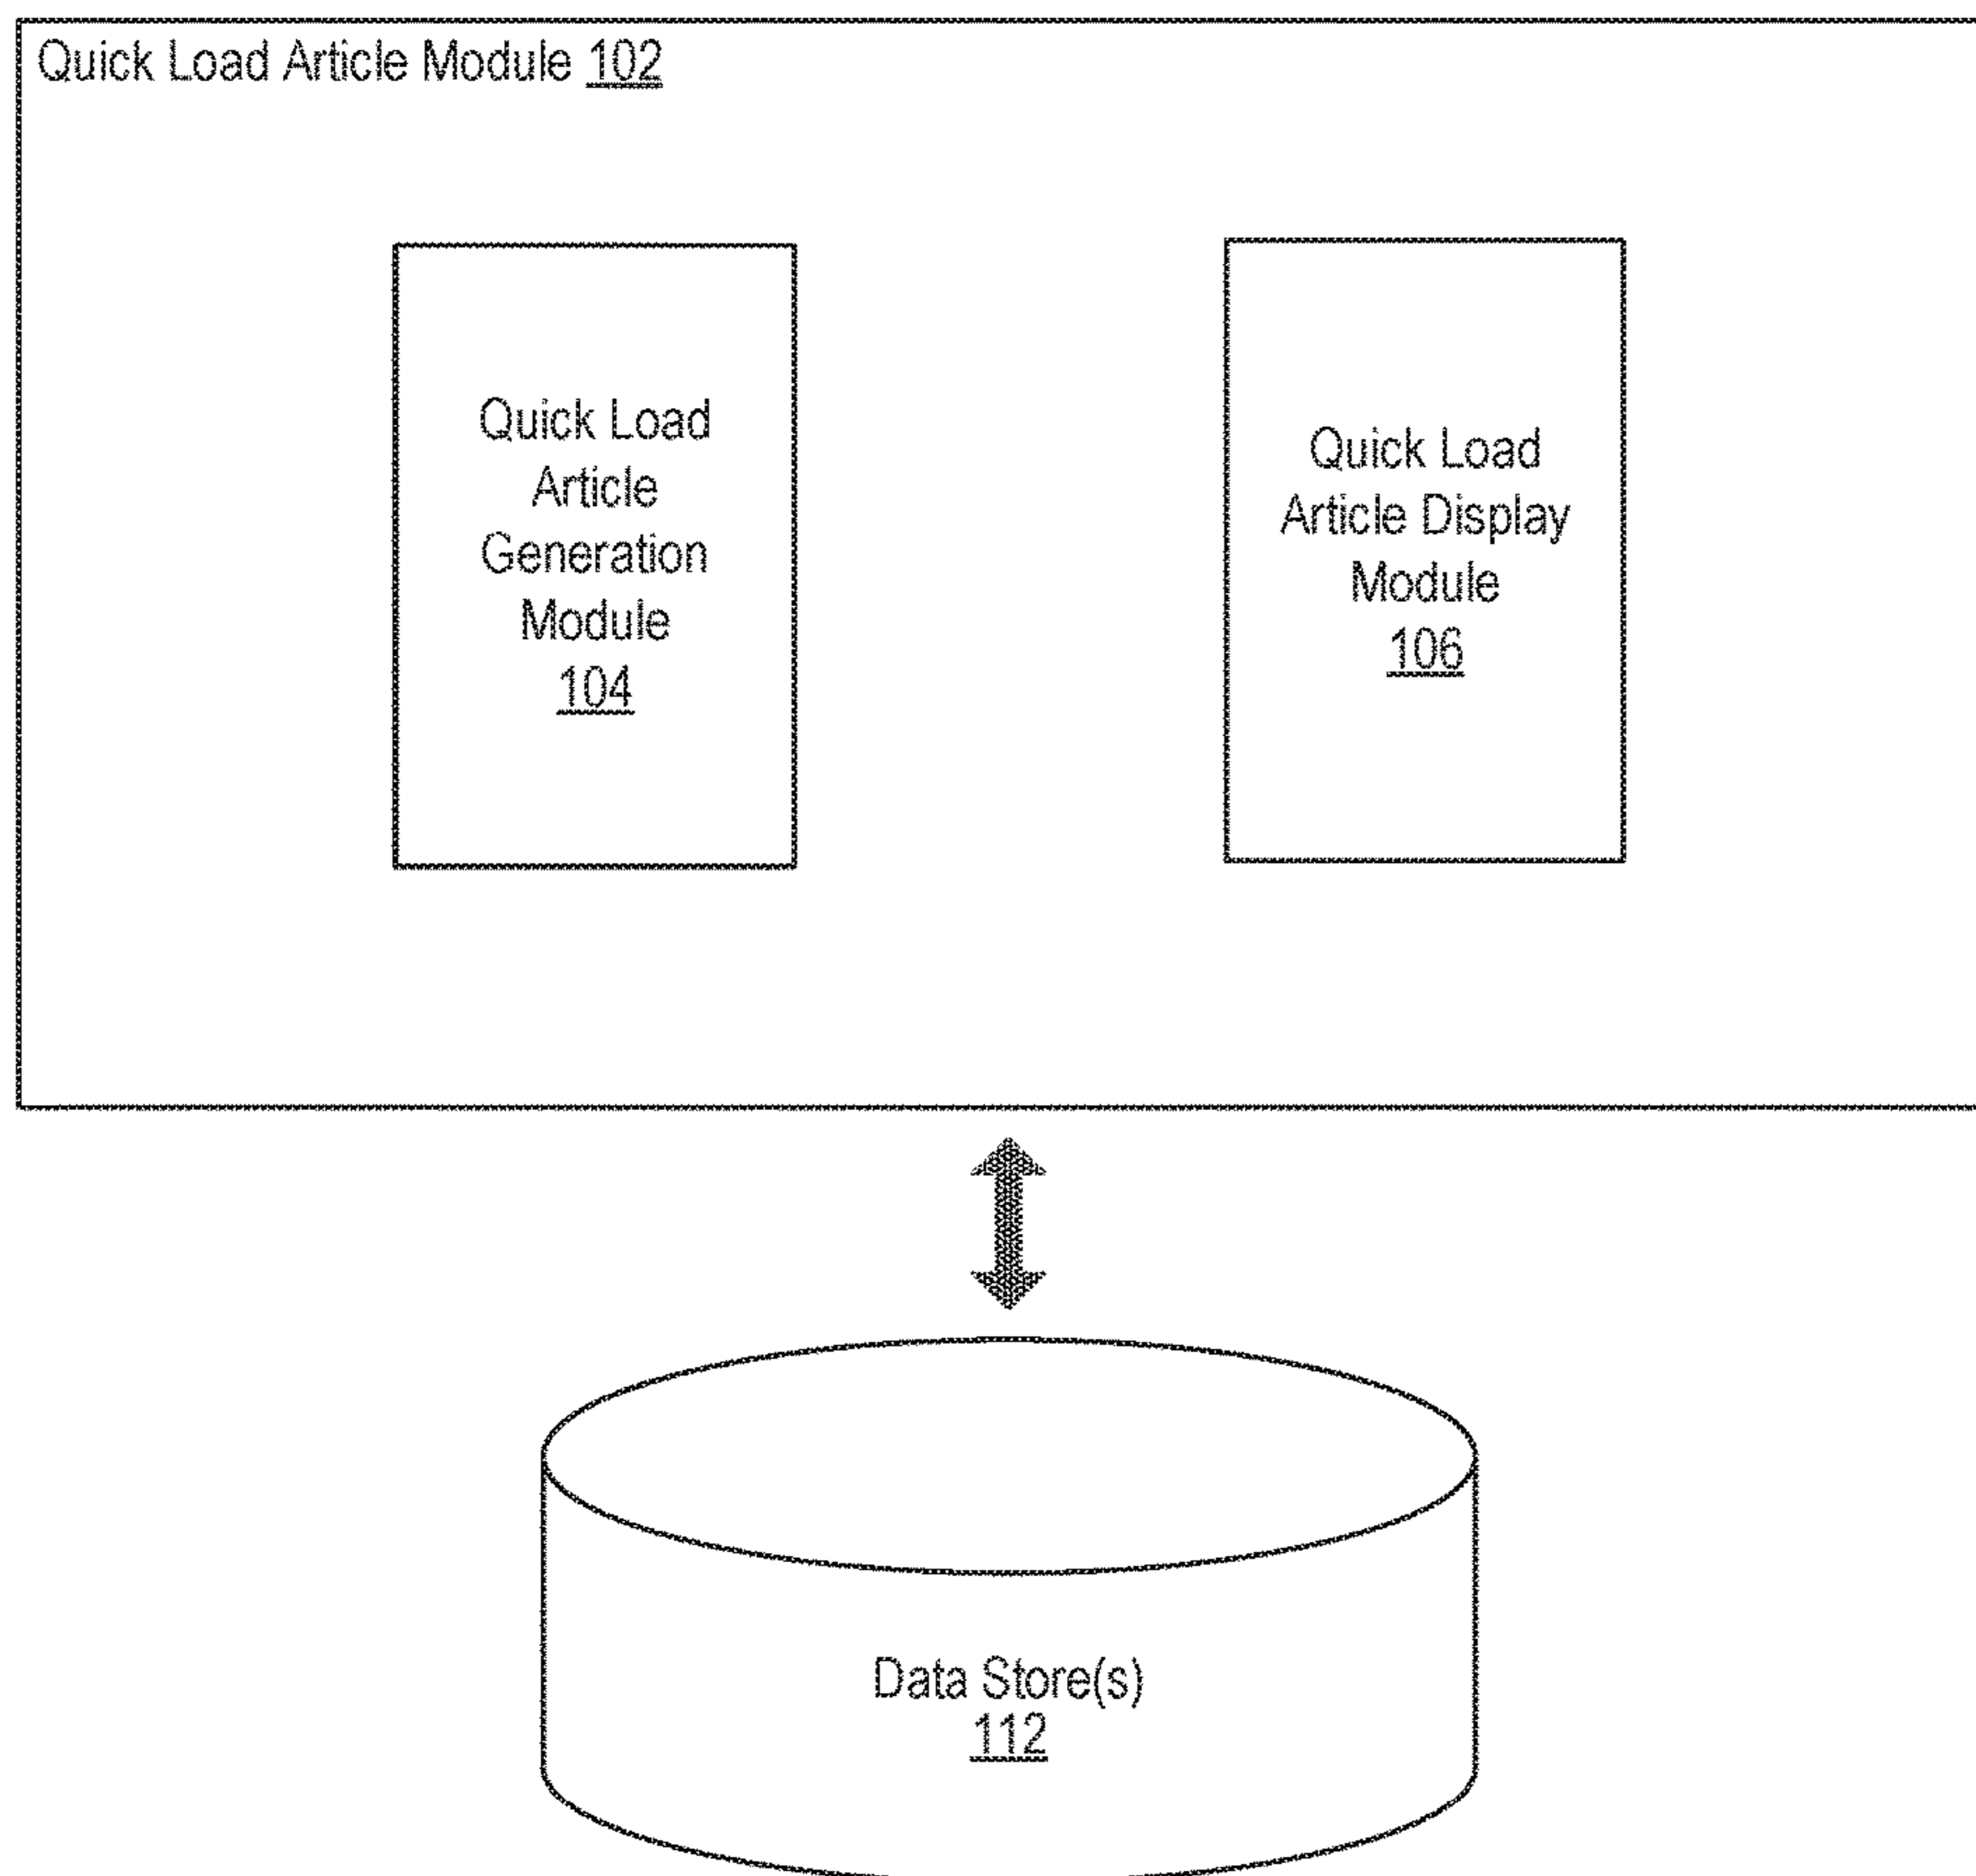 Quick Load Article Module 102
Quick Load
Article
Generation
Module
104
Quick Load
Article Display
Module
106
Data Store(s)
112